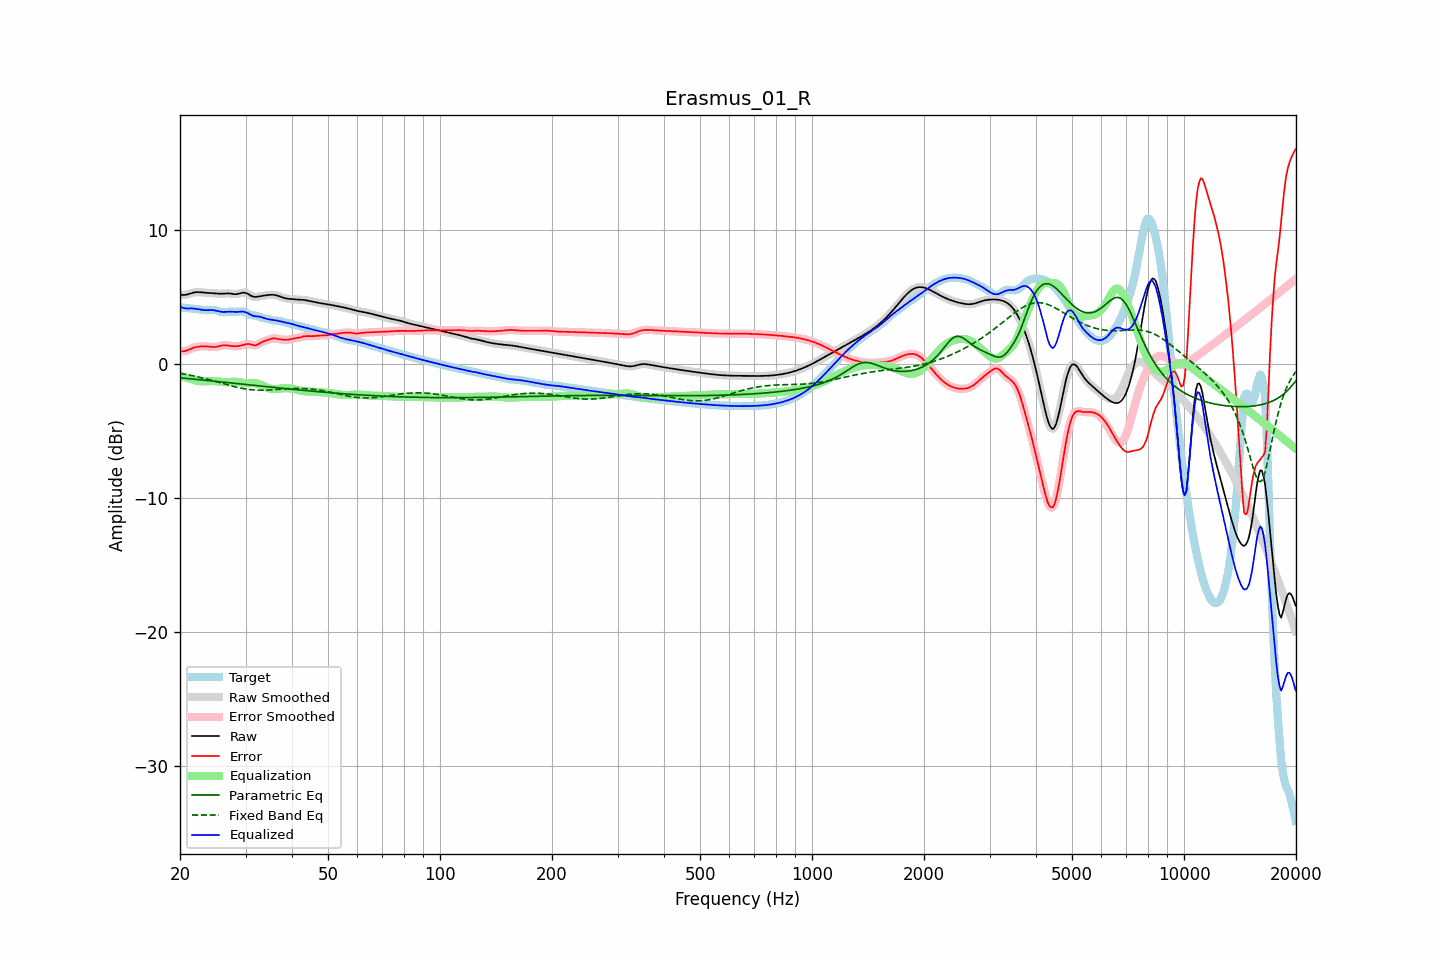 Erasmus_01_R
Amplitude (dBr)
10
0
−10
−20
−30
Target
Raw Smoothed
Error Smoothed
Raw
Error
Equalization
Parametric Eq
Fixed Band Eq
Equalized
20 50 100 200 500 1000 2000 5000 10000 20000
Frequency (Hz)